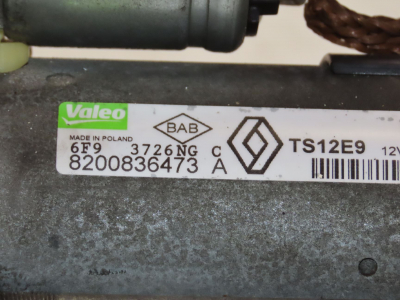 Valeo
BAB
MADE IN POLAND
6F9 3726NG C
TS12E9 12V
8200836473 A